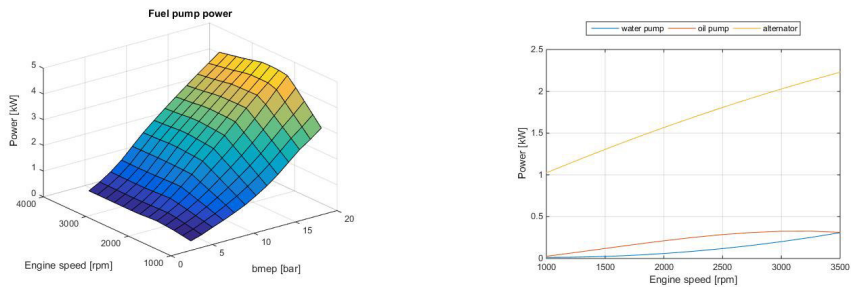 Fuel pump power
Power [kW]
5
4
3
2
1
0
4000
3000
2000
1000
Engine speed [rpm]
0
5
10
15
20
bmep [bar]
water pump oil pump alternator
Power [kW]
2.5
2
1.5
1
0.5
0
1000 1500 2000 2500 3000 3500
Engine speed [rpm]